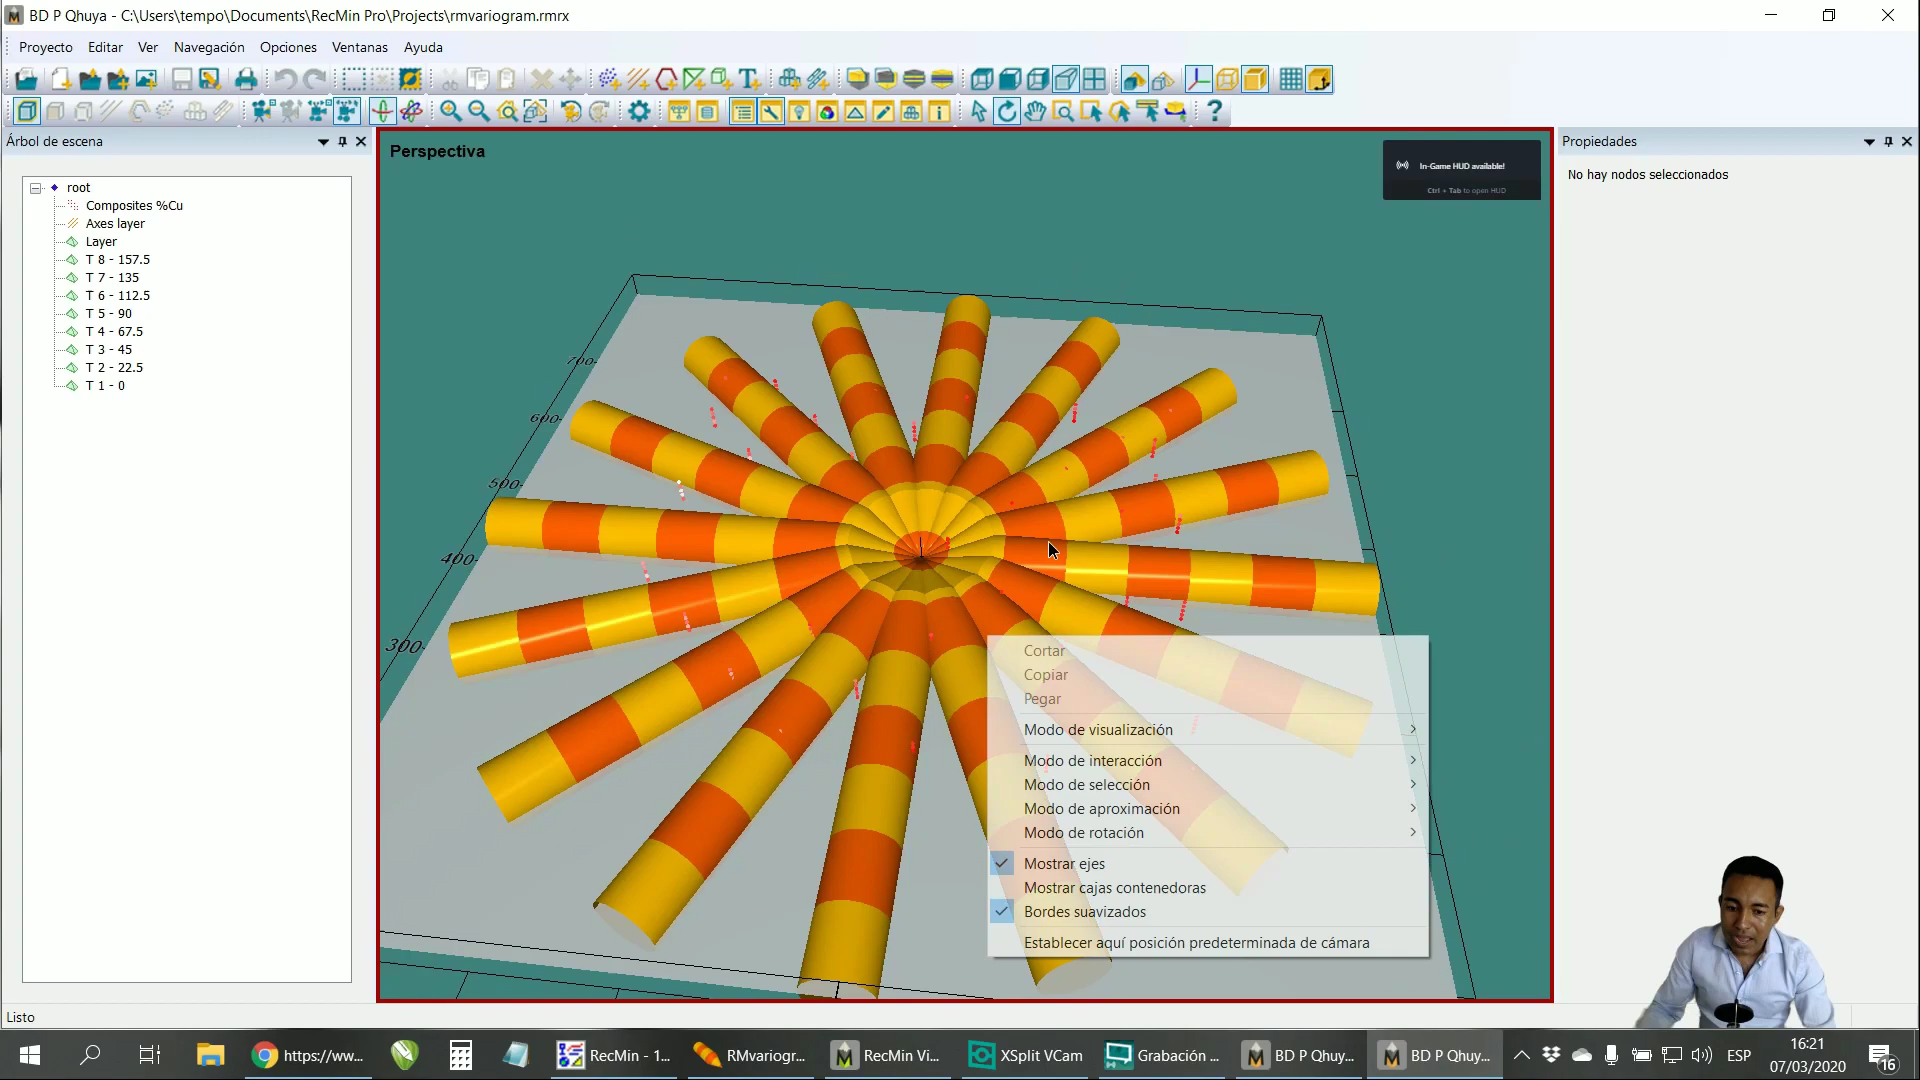 BD P Qhuya - C:\Users\tempo\Documents\RecMin Pro\Projects\rmvariogram.rmrx
Proyecto Editar Ver Navegación Opciones Ventanas Ayuda
Árbol de escena
root
Composites %Cu
Axes layer
Layer
T 8 - 157.5
T 7 - 135
T 6 - 112.5
T 5 - 90
T 4 - 67.5
T 3 - 45
T 2 - 22.5
T 1 - 0
Perspectiva
In-Game HUD available!
Ctrl + Tab to open HUD
700-
600-
500-
400-
300-
Cortar
Copiar
Pegar
Modo de visualización
Modo de interacción
Modo de selección
Modo de aproximación
Modo de rotación
Mostrar ejes
Mostrar cajas contenedoras
Bordes suavizados
Establecer aquí posición predeterminada de cámara
Propiedades
No hay nodos seleccionados
Listo
https://ww...
RecMin - 1...
RMvariogr...
RecMin Vi...
XSplit VCam
Grabación ...
BD P Qhuy...
BD P Qhuy...
ESP
16:21
07/03/2020
16